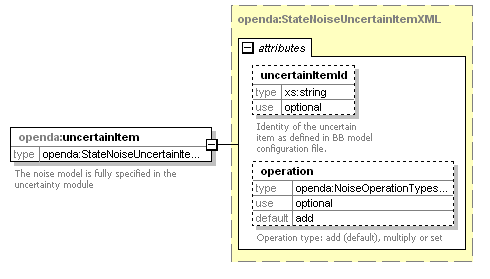 openda:StateNoiseUncertainItemXML
attributes
uncertainItemId
type xs:string
use optional
Identity of the uncertain
item as defined in BB model
configuration file.
openda:uncertainItem
type openda:StateNoiseUncertainIte...
The noise model is fully specified in the
uncertainty module
operation
type openda:NoiseOperationTypes...
use optional
default add
Operation type: add (default), multiply or set